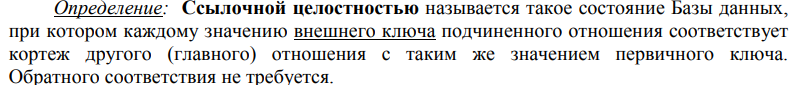 Определение:  Ссылочной целостностью называется такое состояние Базы данных,
при котором каждому значению внешнего ключа подчиненного отношения соответствует
кортеж другого (главного) отношения с таким же значением первичного ключа.
Обратного соответствия не требуется.